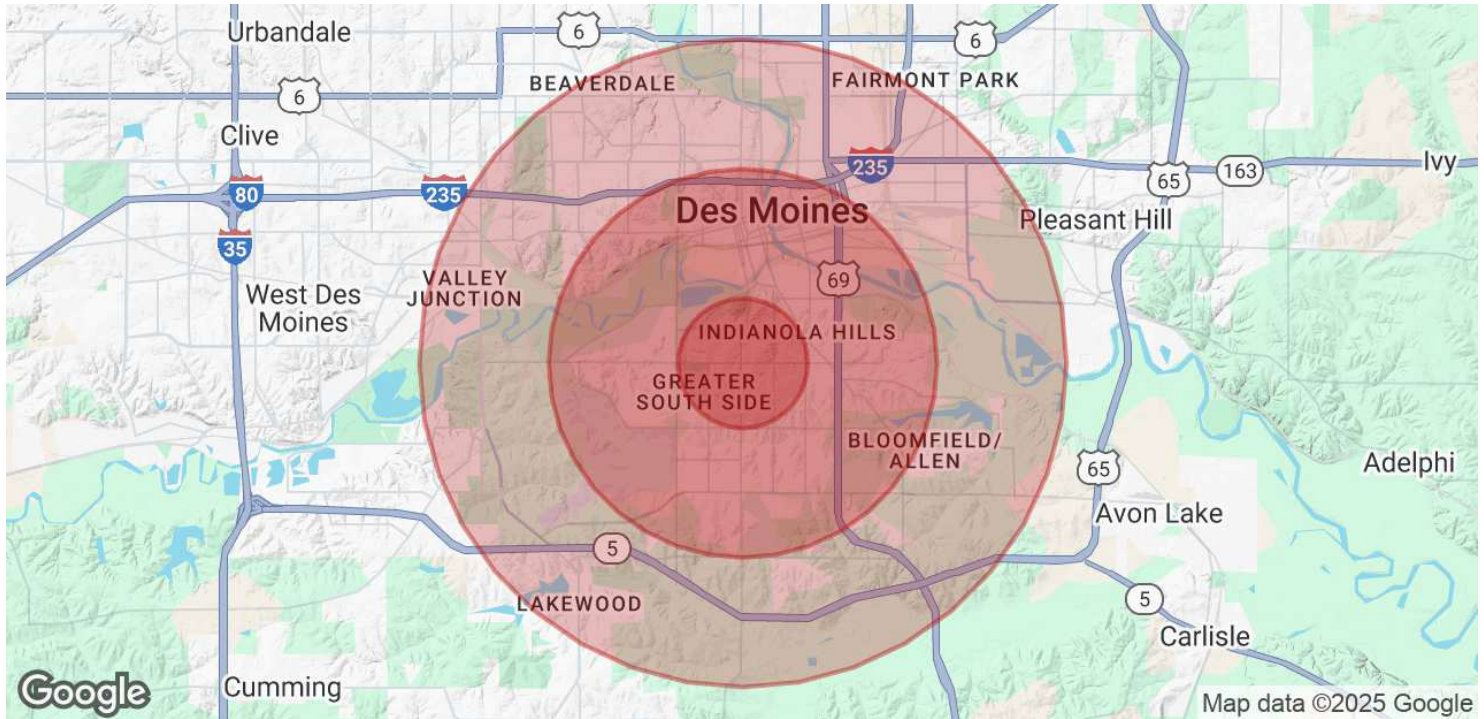 Urbandale
6
6
BEAVERDALE
FAIRMONT PARK
6
Clive
235
163
Ivy
65
80
235
Des Moines
Pleasant Hill
35
VALLEY
JUNCTION
69
West Des
Moines
INDIANOLA HILLS
GREATER
SOUTH SIDE
BLOOMFIELD/
ALLEN
65
Adelphi
Avon Lake
5
LAKEWOOD
5
Carlisle
Cumming
Google
Map data ©2025 Google